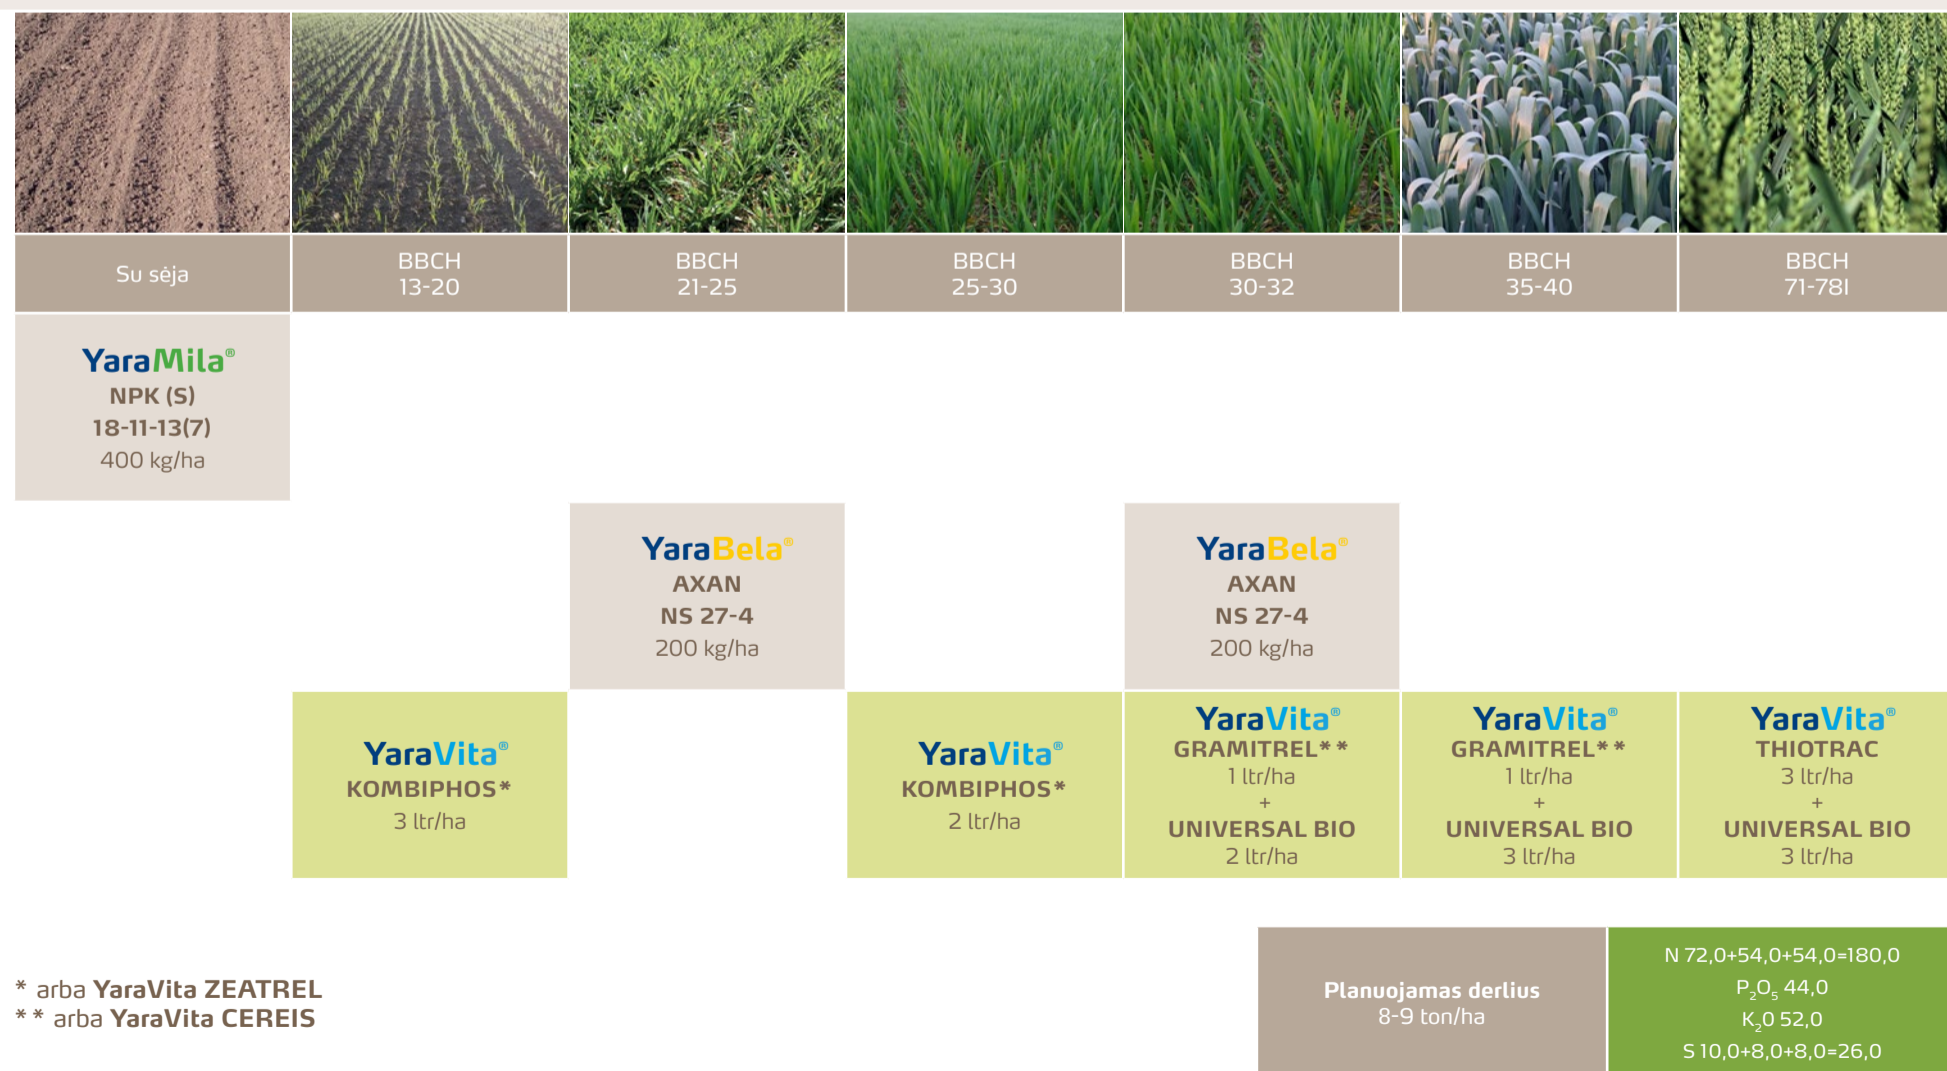 Su sėja
BBCH
13-20
BBCH
21-25
BBCH
25-30
BBCH
30-32
BBCH
35-40
BBCH
71-78l
YaraMila®
NPK (S)
18-11-13(7)
400 kg/ha
YaraBela®
AXAN
NS 27-4
200 kg/ha
YaraBela®
AXAN
NS 27-4
200 kg/ha
YaraVita®
KOMBIPHOS*
3 ltr/ha
YaraVita®
KOMBIPHOS*
2 ltr/ha
YaraVita®
GRAMITREL**
1 ltr/ha
+
UNIVERSAL BIO
2 ltr/ha
YaraVita®
GRAMITREL**
1 ltr/ha
+
UNIVERSAL BIO
3 ltr/ha
YaraVita®
THIOTRAC
3 ltr/ha
+
UNIVERSAL BIO
3 ltr/ha
* arba YaraVita ZEATREL
** arba YaraVita CEREIS
Planuojamas derlius
8-9 ton/ha
N 72,0+54,0+54,0=180,0
P₂O₅ 44,0
K₂0 52,0
S 10,0+8,0+8,0=26,0